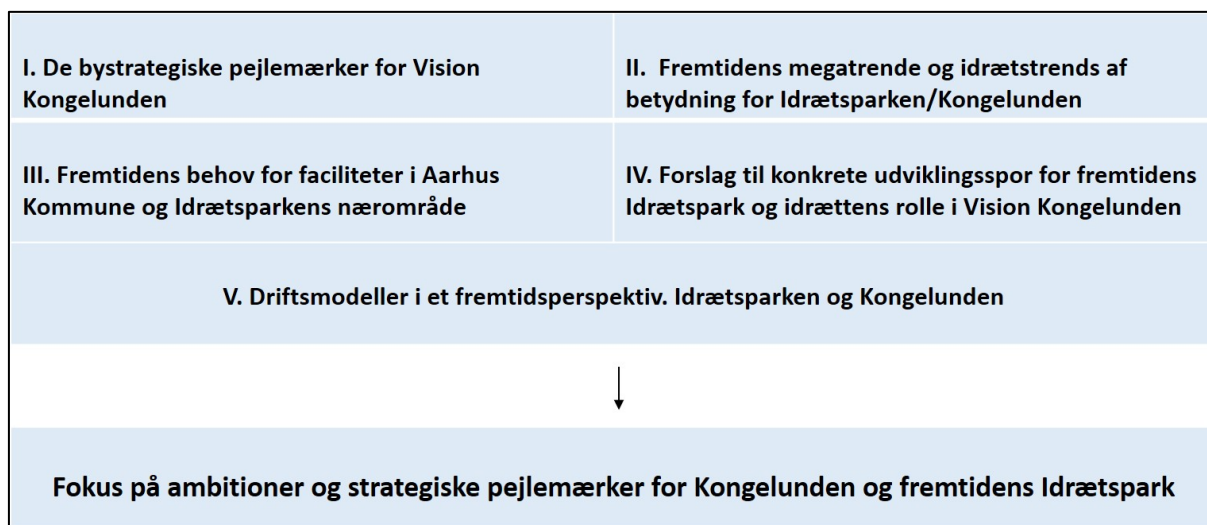 I. De bystrategiske pejlemærker for Vision
Kongelunden
II. Fremtidens megatrende og idrætstrends af
betydning for Idrætsparken/Kongelunden
III. Fremtidens behov for faciliteter i Aarhus
Kommune og Idrætsparkens nærområde
IV. Forslag til konkrete udviklingsspor for fremtidens
Idrætspark og idrættens rolle i Vision Kongelunden
V. Driftsmodeller i et fremtidsperspektiv. Idrætsparken og Kongelunden
Fokus på ambitioner og strategiske pejlemærker for Kongelunden og fremtidens Idrætspark